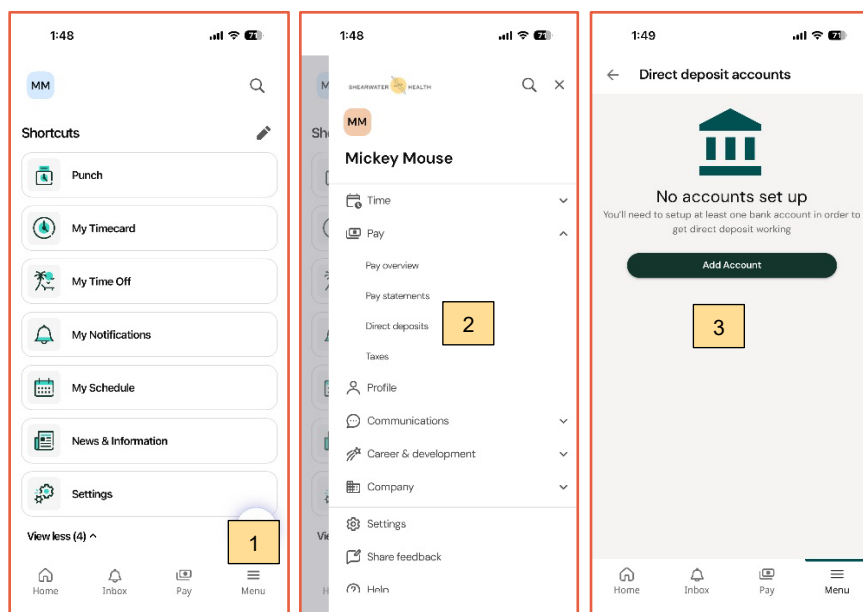 1:48
71
MM
Shortcuts
Punch
My Timecard
My Time Off
My Notifications
My Schedule
News & Information
Settings
View less (4)
1
Home
Inbox
Pay
Menu
1:48
71
SHEARWATER HEALTH
MM
Mickey Mouse
Time
Pay
Pay overview
Pay statements
Direct deposits
2
Taxes
Profile
Communications
Career & development
Company
Settings
Share feedback
Help
1:49
71
Direct deposit accounts
No accounts set up
You'll need to setup at least one bank account in order to
get direct deposit working
Add Account
3
Home
Inbox
Pay
Menu